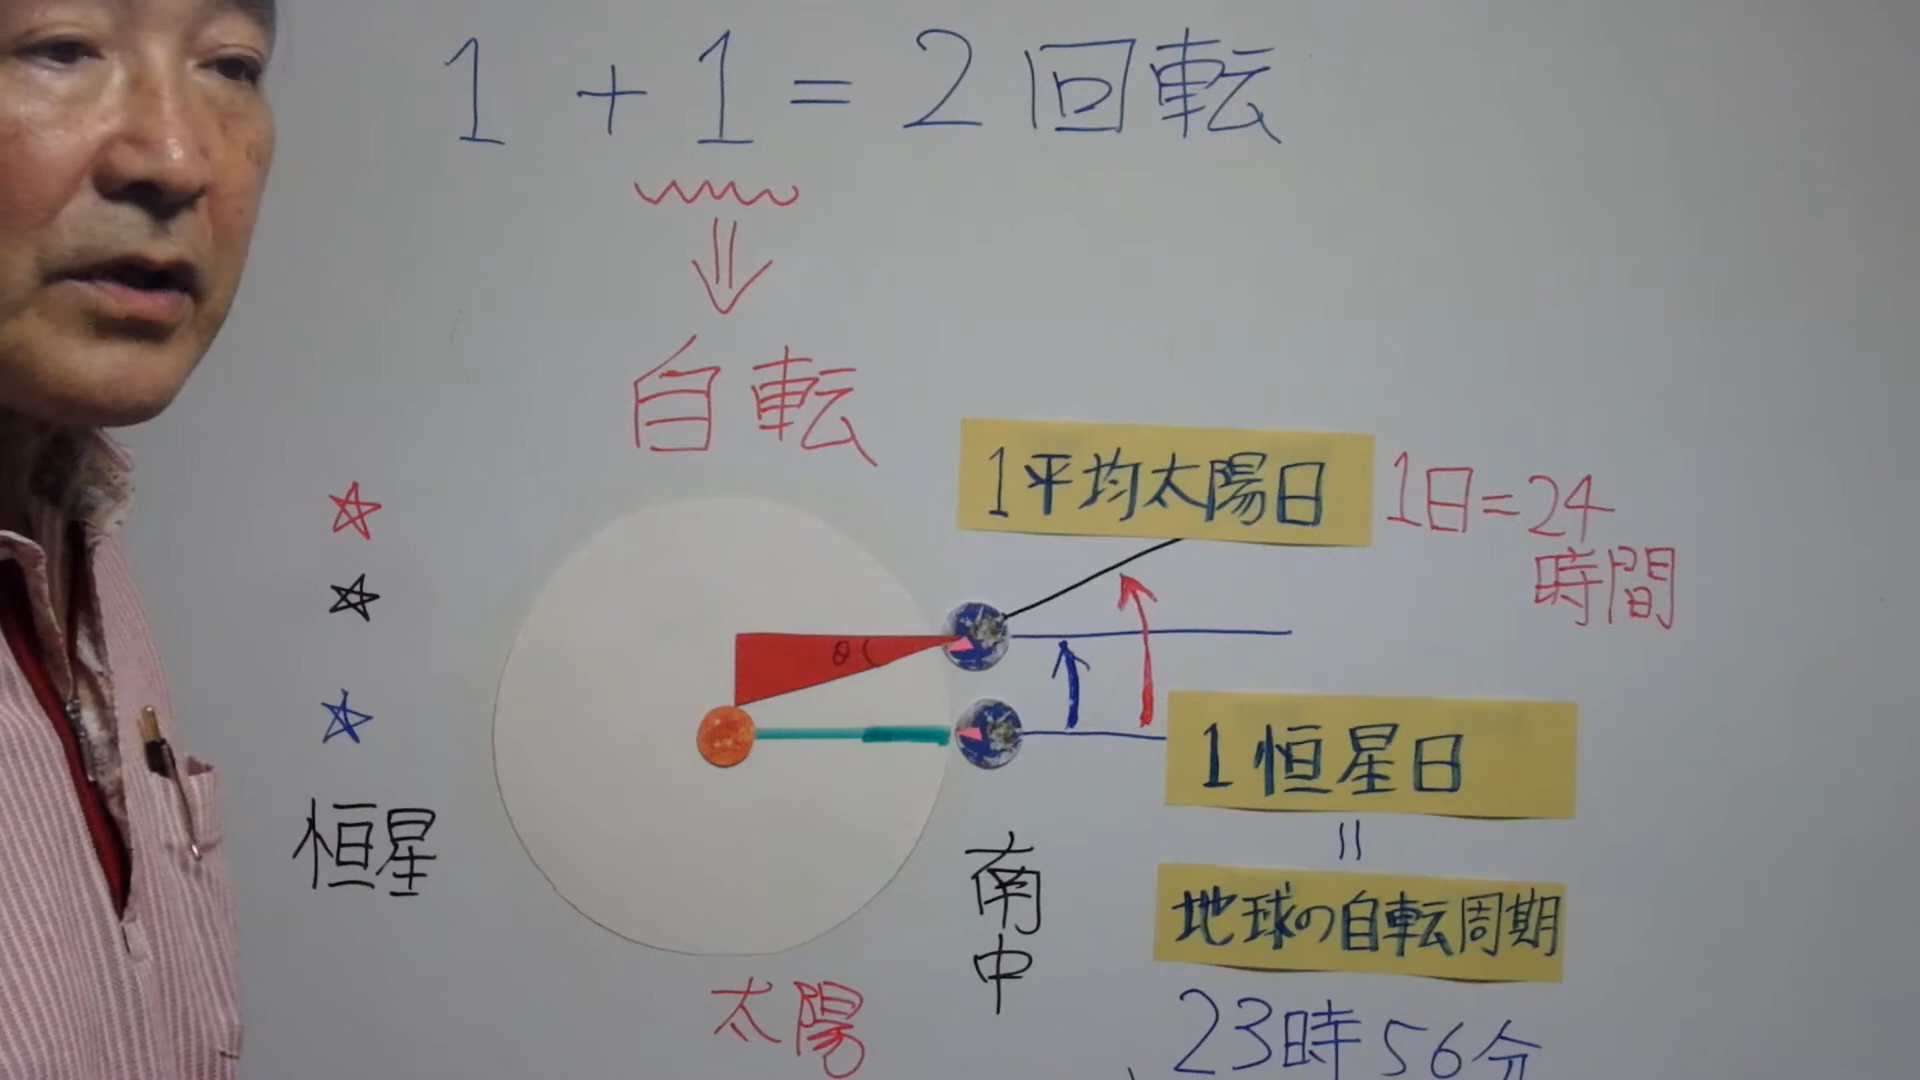 1 + 1 = 2回転
⇓
自転
1平均太陽日
1日=24
時間
θ
1恒星日
=
恒星
南中
地球の自転周期
太陽
23時56分